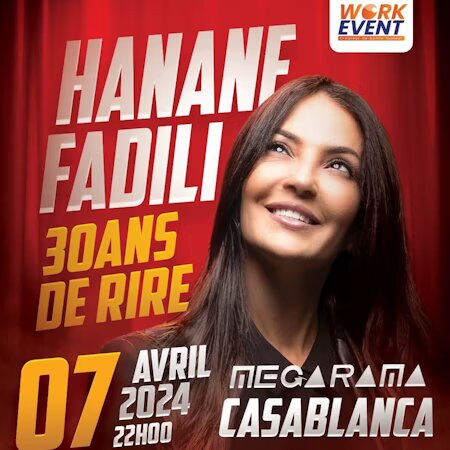 WORK
EVENT
HANANE
FADILI
30ANS
DE RIRE
07
AVRIL
2024
22H00
MEGARAMA
CASABLANCA